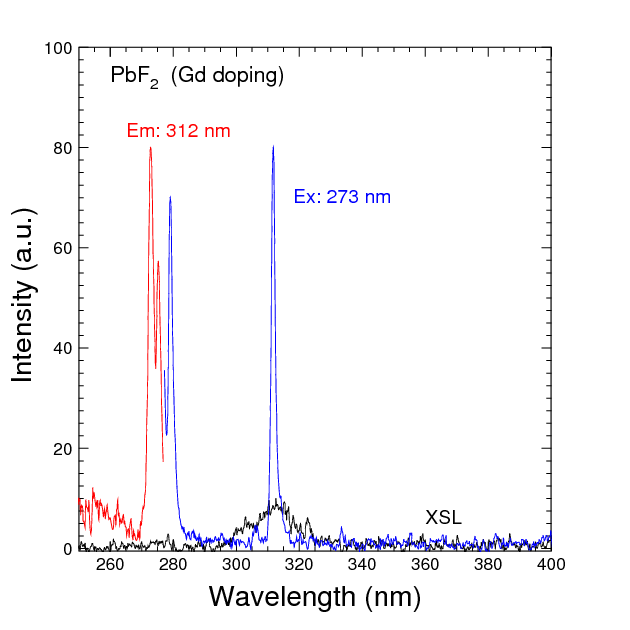 PbF2 (Gd doping)
Em: 312 nm
Ex: 273 nm
XSL
Intensity (a.u.)
100
80
60
40
20
0
260 280 300 320 340 360 380 400
Wavelength (nm)